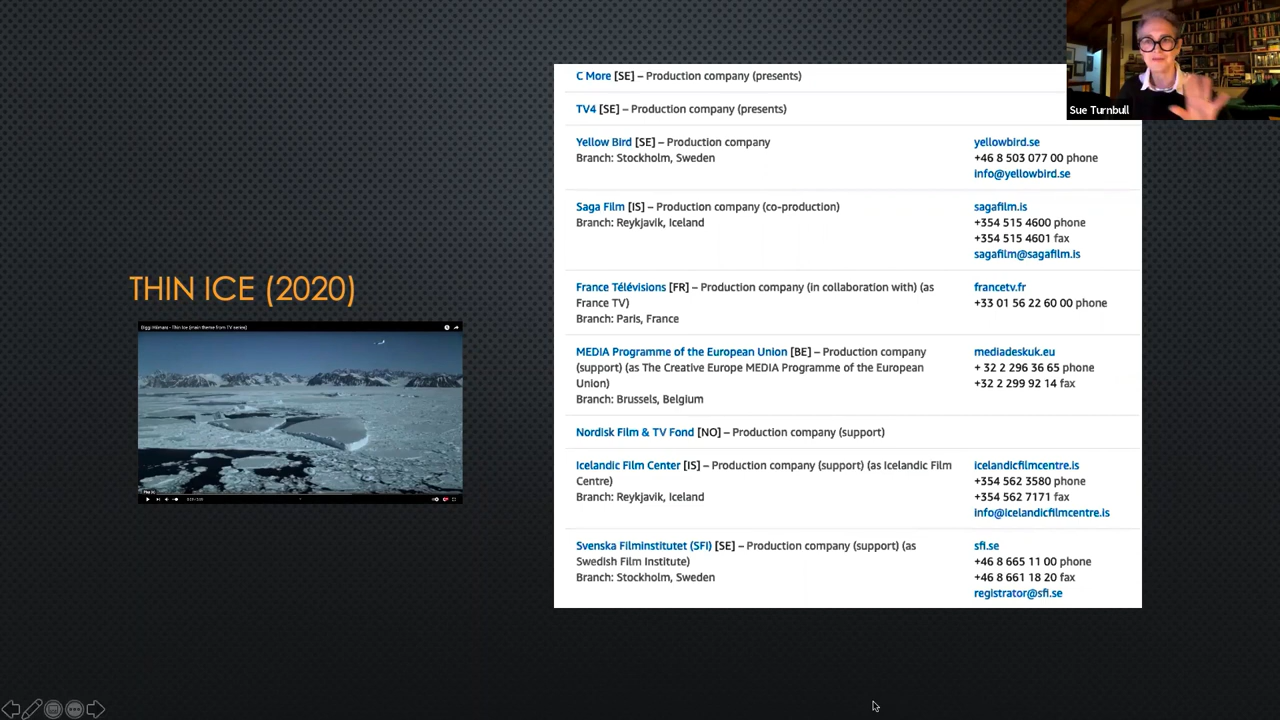 Sue Turnbull
THIN ICE (2020)
C More [SE] – Production company (presents)
TV4 [SE] – Production company (presents)
Yellow Bird [SE] – Production company
Branch: Stockholm, Sweden
yellowbird.se
+46 8 503 077 00 phone
info@yellowbird.se
Saga Film [IS] – Production company (co-production)
Branch: Reykjavik, Iceland
sagafilm.is
+354 515 4600 phone
+354 515 4601 fax
sagafilm@sagafilm.is
France Télévisions [FR] – Production company (in collaboration with) (as
France TV)
Branch: Paris, France
francetv.fr
+33 01 56 22 60 00 phone
MEDIA Programme of the European Union [BE] – Production company
(support) (as The Creative Europe MEDIA Programme of the European
Union)
Branch: Brussels, Belgium
mediadeskuk.eu
+ 32 2 296 36 65 phone
+32 2 299 92 14 fax
Nordisk Film & TV Fond [NO] – Production company (support)
Icelandic Film Center [IS] – Production company (support) (as Icelandic Film
Centre)
Branch: Reykjavik, Iceland
icelandicfilmcentre.is
+354 562 3580 phone
+354 562 7171 fax
info@icelandicfilmcentre.is
Svenska Filminstitutet (SFI) [SE] – Production company (support) (as
Swedish Film Institute)
Branch: Stockholm, Sweden
sfi.se
+46 8 665 11 00 phone
+46 8 661 18 20 fax
registrator@sfi.se